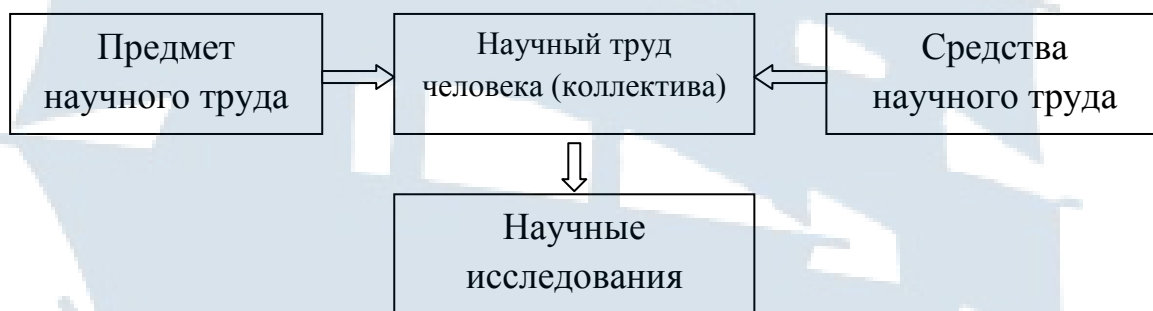 Предмет
научного труда
Научный труд
человека (коллектива)
Средства
научного труда
Научные
исследования